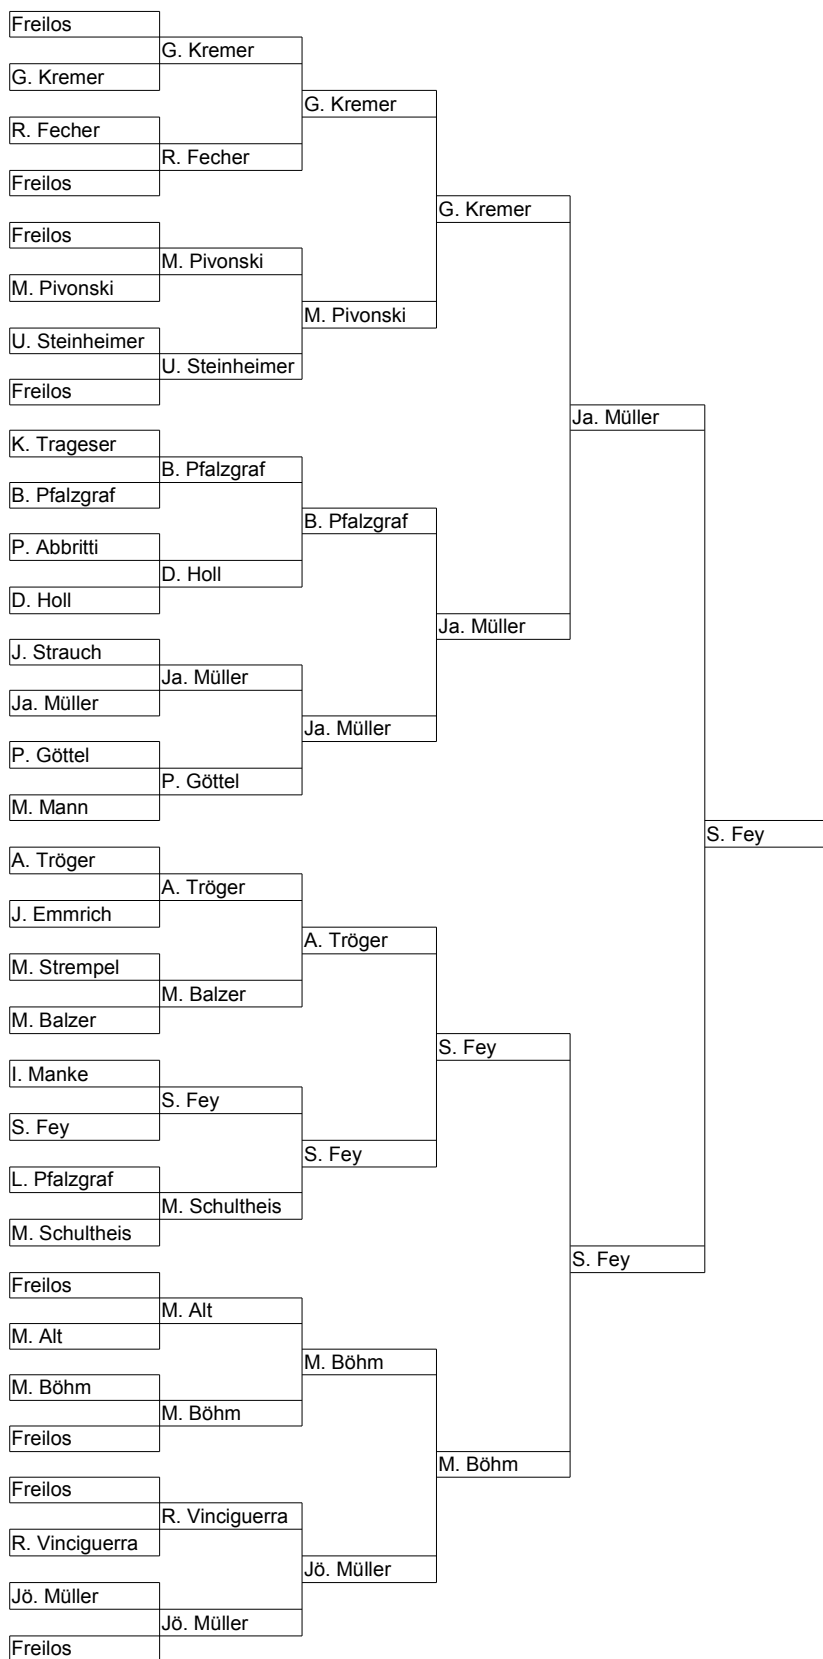 Freilos
G. Kremer
G. Kremer
G. Kremer
R. Fecher
R. Fecher
Freilos
G. Kremer
Freilos
M. Pivonski
M. Pivonski
M. Pivonski
U. Steinheimer
U. Steinheimer
Freilos
Ja. Müller
K. Trageser
B. Pfalzgraf
B. Pfalzgraf
B. Pfalzgraf
P. Abbritti
D. Holl
D. Holl
Ja. Müller
J. Strauch
Ja. Müller
Ja. Müller
Ja. Müller
P. Göttel
P. Göttel
M. Mann
S. Fey
A. Tröger
A. Tröger
J. Emmrich
A. Tröger
M. Strempel
M. Balzer
M. Balzer
S. Fey
I. Manke
S. Fey
S. Fey
S. Fey
L. Pfalzgraf
M. Schultheis
M. Schultheis
S. Fey
Freilos
M. Alt
M. Alt
M. Böhm
M. Böhm
M. Böhm
Freilos
M. Böhm
Freilos
R. Vinciguerra
R. Vinciguerra
Jö. Müller
Jö. Müller
Jö. Müller
Freilos